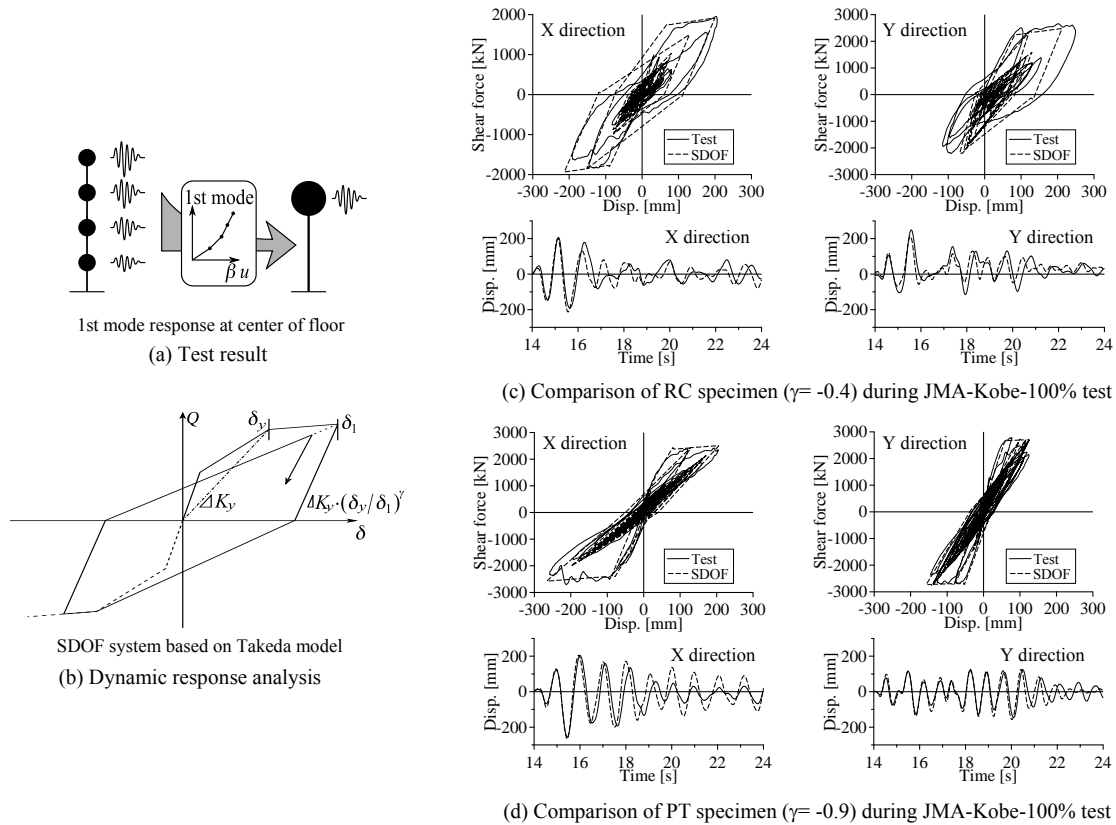 1st mode
β u
1st mode response at center of floor
(a) Test result
Q
δy
δ1
ΔKy
ΔKy·(δy/δ1)^γ
δ
SDOF system based on Takeda model
(b) Dynamic response analysis
X direction
Shear force [kN]
2000
1000
0
-1000
-2000
-300 -200 -100 0 100 200 300
Disp. [mm]
Test
SDOF
Y direction
Shear force [kN]
3000
2000
1000
0
-1000
-2000
-3000
-300 -200 -100 0 100 200 300
Disp. [mm]
Test
SDOF
X direction
Disp. [mm]
200
0
-200
14 16 18 20 22 24
Time [s]
Y direction
Disp. [mm]
200
0
-200
14 16 18 20 22 24
Time [s]
(c) Comparison of RC specimen (γ= -0.4) during JMA-Kobe-100% test
X direction
Shear force [kN]
3000
2000
1000
0
-1000
-2000
-3000
-300 -200 -100 0 100 200 300
Disp. [mm]
Test
SDOF
Y direction
Shear force [kN]
3000
2000
1000
0
-1000
-2000
-3000
-300 -200 -100 0 100 200 300
Disp. [mm]
Test
SDOF
X direction
Disp. [mm]
200
0
-200
14 16 18 20 22 24
Time [s]
Y direction
Disp. [mm]
200
0
-200
14 16 18 20 22 24
Time [s]
(d) Comparison of PT specimen (γ= -0.9) during JMA-Kobe-100% test